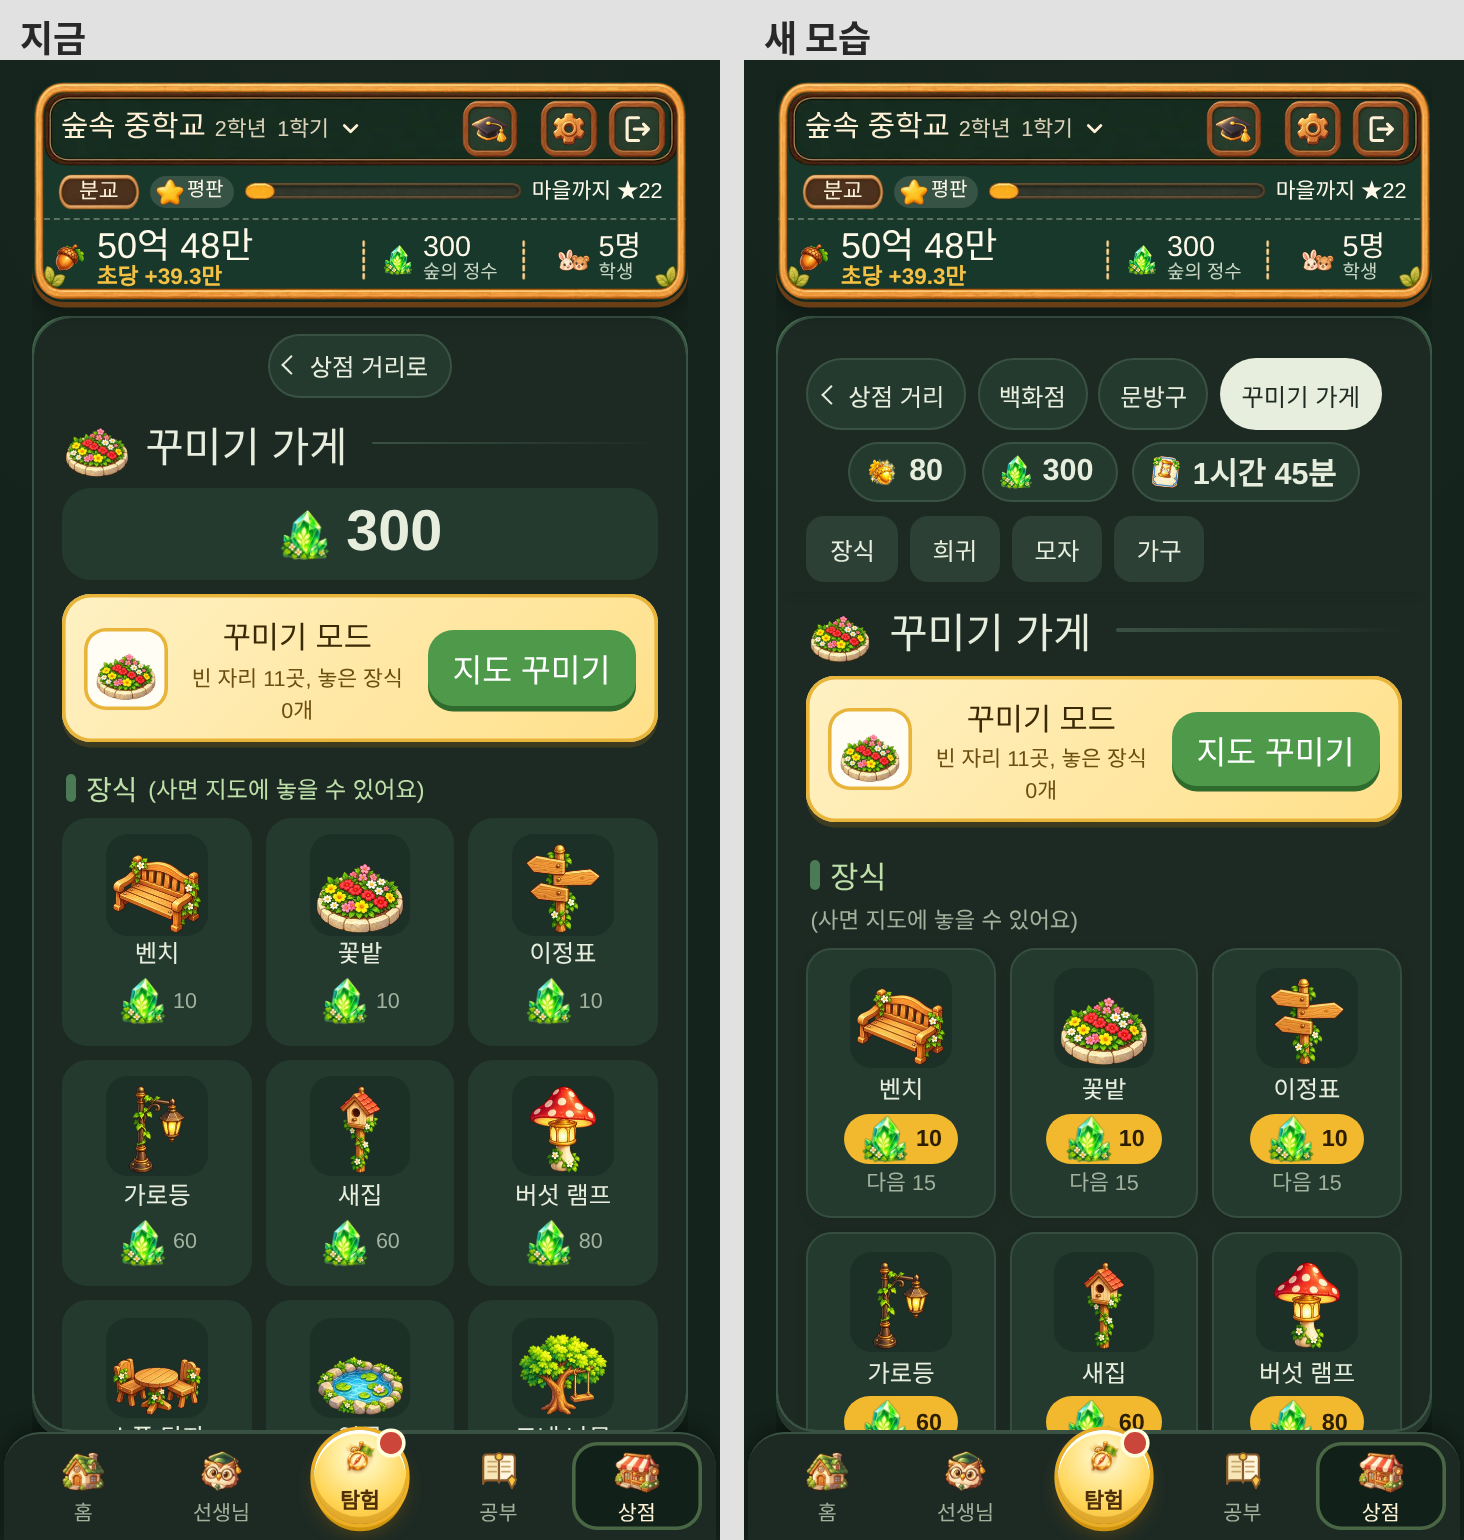 지금
숲속 중학교 2학년 1학기
분교 평판 마을까지 ★22
50억 48만
초당 +39.3만
300
숲의 정수
5명
학생
상점 거리로
꾸미기 가게
300
꾸미기 모드
빈 자리 11곳, 놓은 장식
0개
지도 꾸미기
장식 (사면 지도에 놓을 수 있어요)
벤치 꽃밭 이정표
10 10 10
가로등 새집 버섯 램프
60 60 80
홈 선생님 탐험 공부 상점
새 모습
숲속 중학교 2학년 1학기
분교 평판 마을까지 ★22
50억 48만
초당 +39.3만
300
숲의 정수
5명
학생
상점 거리 백화점 문방구 꾸미기 가게
80 300 1시간 45분
장식 희귀 모자 가구
꾸미기 가게
꾸미기 모드
빈 자리 11곳, 놓은 장식
0개
지도 꾸미기
장식
(사면 지도에 놓을 수 있어요)
벤치 꽃밭 이정표
10 10 10
다음 15 다음 15 다음 15
가로등 새집 버섯 램프
60 60 80
홈 선생님 탐험 공부 상점